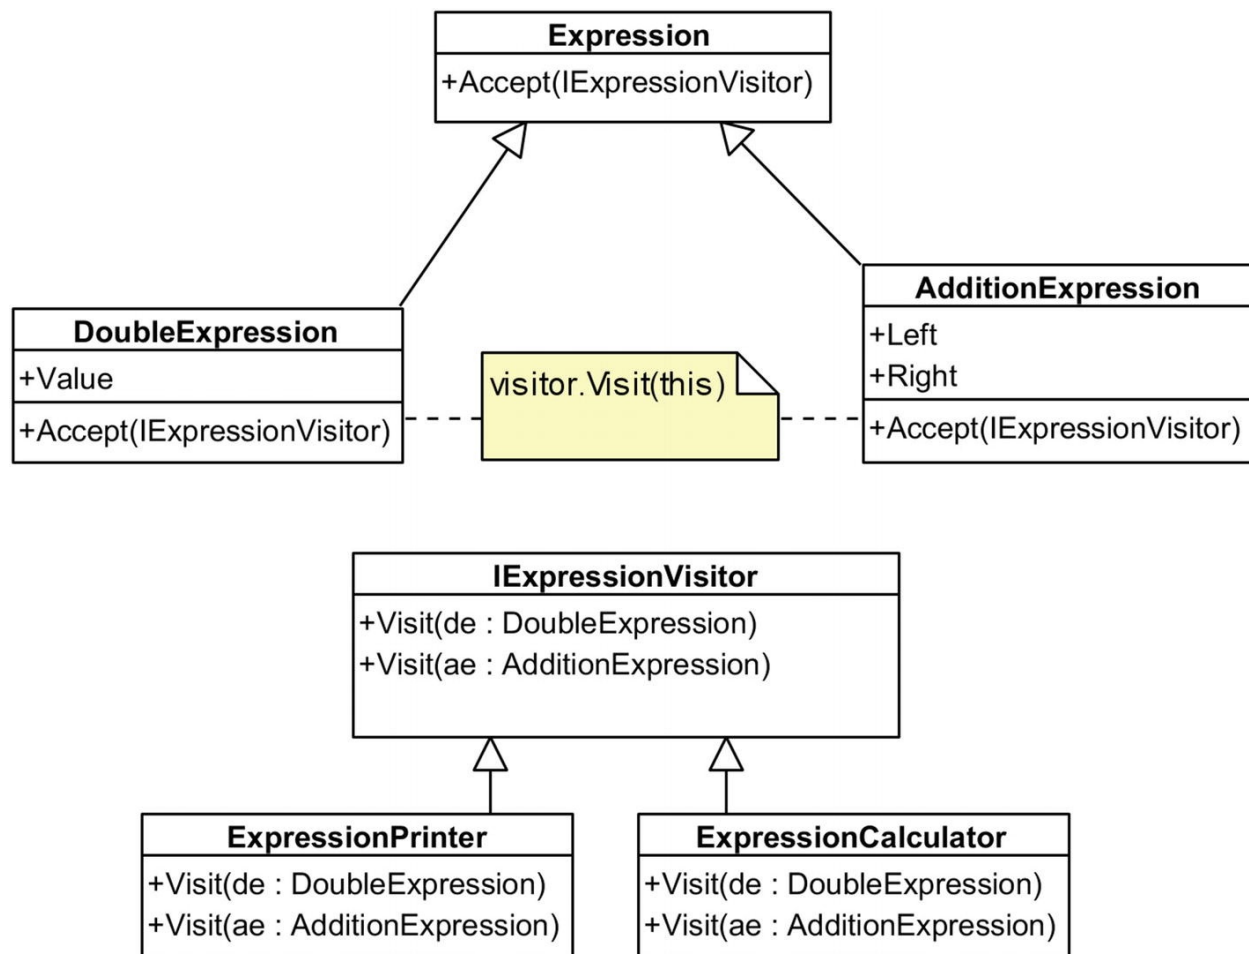 Expression
+Accept(IExpressionVisitor)
DoubleExpression
+Value
+Accept(IExpressionVisitor)
visitor.Visit(this)
AdditionExpression
+Left
+Right
+Accept(IExpressionVisitor)
IExpressionVisitor
+Visit(de : DoubleExpression)
+Visit(ae : AdditionExpression)
ExpressionPrinter
+Visit(de : DoubleExpression)
+Visit(ae : AdditionExpression)
ExpressionCalculator
+Visit(de : DoubleExpression)
+Visit(ae : AdditionExpression)